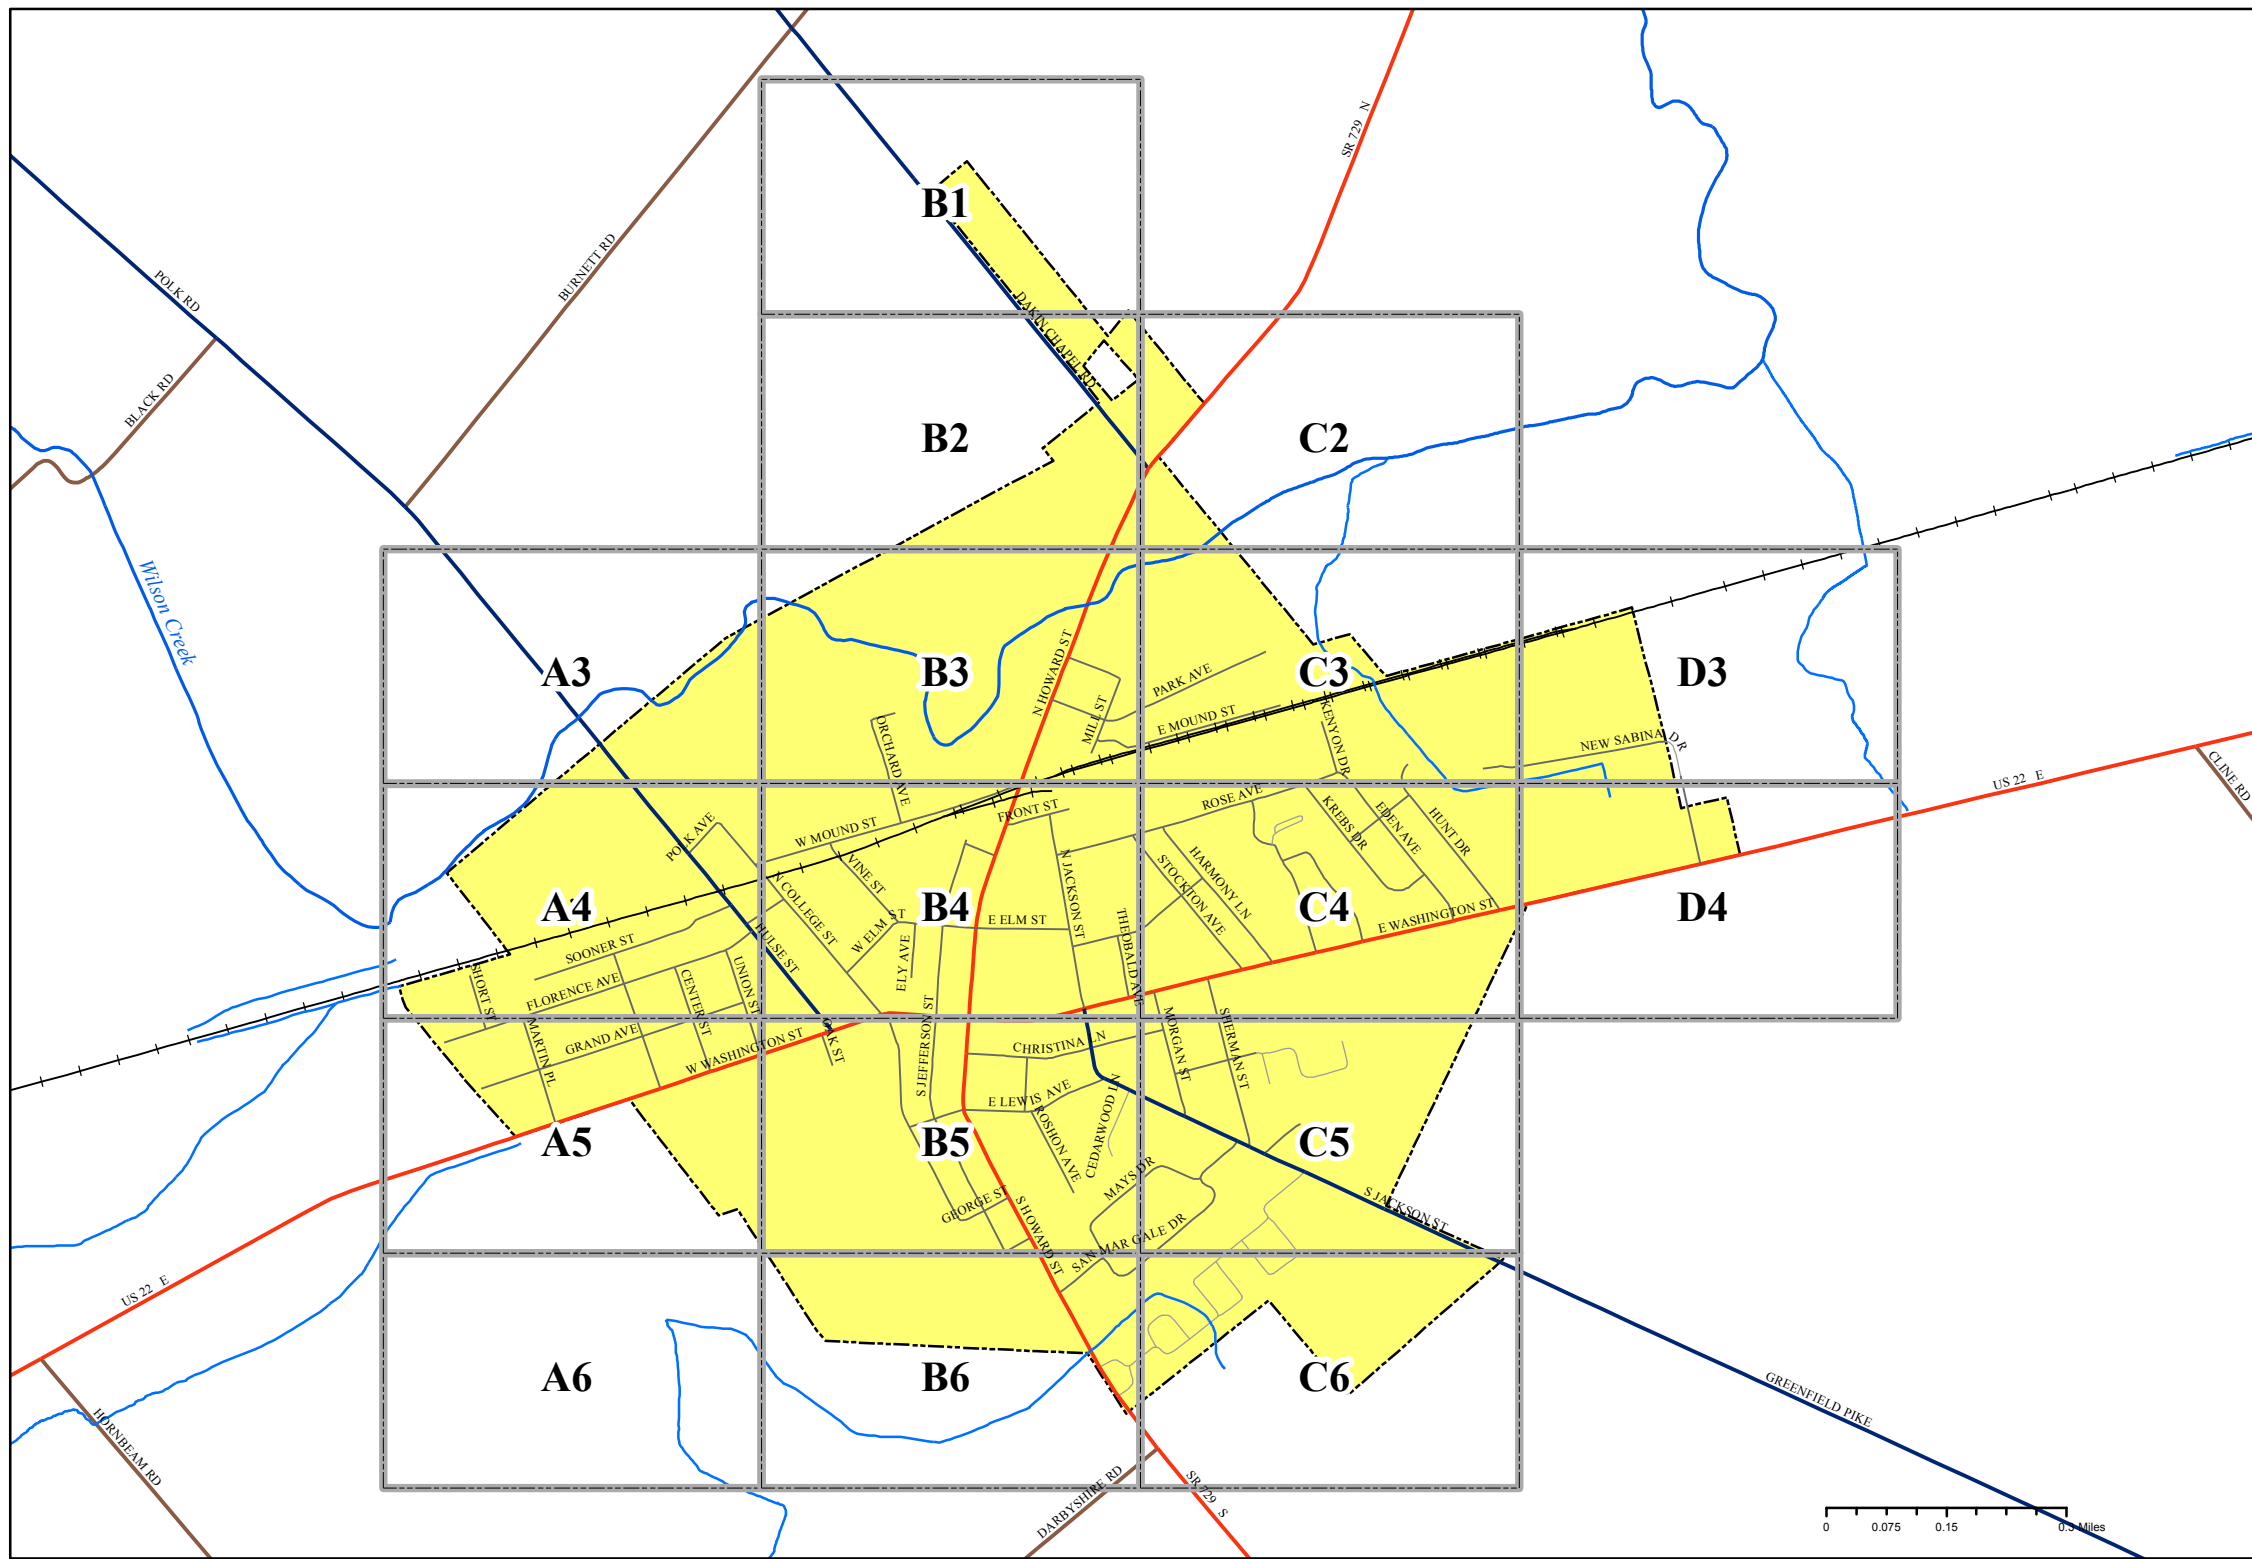 SR 729 N
B1
BURNETT RD
POLK RD
DAKIN CHAPEL RD
BLACK RD
B2
C2
Wilson Creek
A3
B3
C3
D3
N HOWARD ST
PARK AVE
MILL ST
E MOUND ST
KENYON DR
NEW SABINA DR
ORCHARD AVE
US 22 E
CLINE RD
ROSE AVE
FRONT ST
POLK AVE
W MOUND ST
KREBS DR
EDEN AVE
HUNT DR
VINE ST
N JACKSON ST
STOCKTON AVE
HARMONY LN
N COLLEGE ST
A4
B4
C4
D4
W ELM ST
E ELM ST
THEOBALD AVE
E WASHINGTON ST
HULSE ST
SOONER ST
ELY AVE
SHORT ST
FLORENCE AVE
CENTER ST
UNION ST
MARTIN PL
GRAND AVE
W WASHINGTON ST
OAK ST
S JEFFERSON ST
CHRISTINA LN
MORGAN ST
SHERMAN ST
E LEWIS AVE
ROSHON AVE
CEDARWOOD LN
A5
B5
C5
MAYS DR
GEORGE ST
S HOWARD ST
SAN MAR GALE DR
S JACKSON ST
US 22 E
A6
B6
C6
GREENFIELD PIKE
HORNBEAM RD
DARBYSHIRE RD
SR 729 S
0 0.075 0.15 0.3 Miles